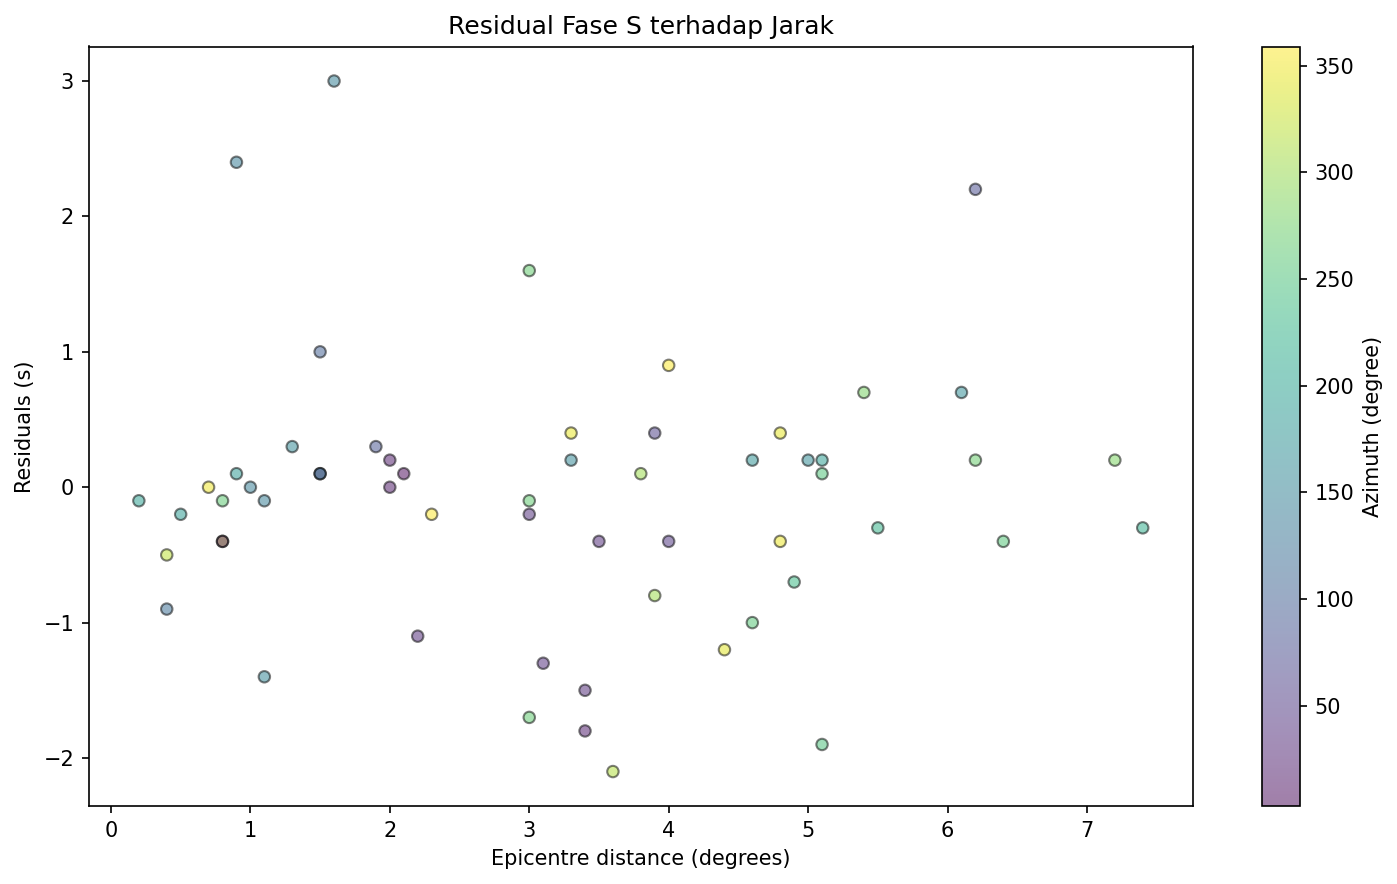 Residual Fase S terhadap Jarak
3
2
1
0
−1
−2
Residuals (s)
0 1 2 3 4 5 6 7
Epicentre distance (degrees)
350
300
250
200
150
100
50
Azimuth (degree)